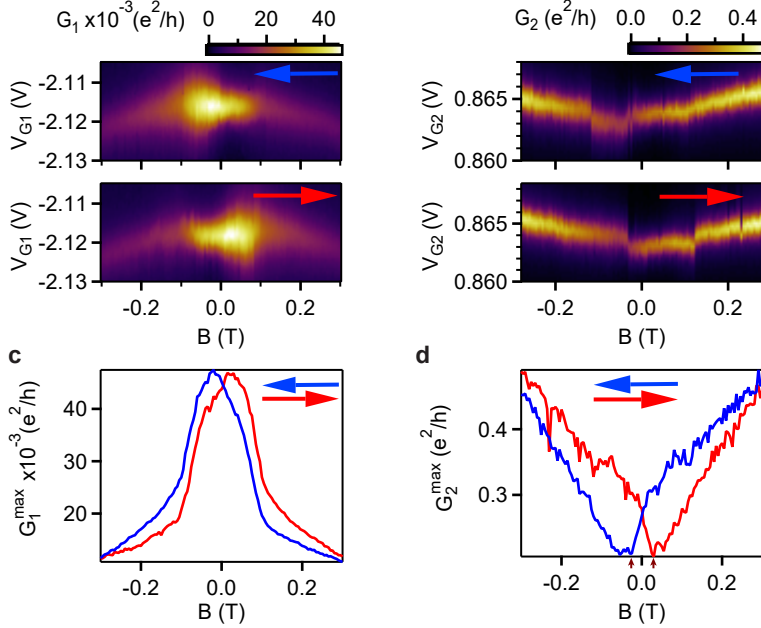 G1 x10⁻³(e²/h)
0 20 40
-2.11
-2.12
-2.13
VG1 (V)
-2.11
-2.12
-2.13
VG1 (V)
-0.2 0.0 0.2
B (T)
G2 (e²/h)
0.0 0.2 0.4
0.865
0.860
VG2 (V)
0.865
0.860
VG2 (V)
-0.2 0.0 0.2
B (T)
c
40
20
G1max x10⁻³(e²/h)
-0.2 0.0 0.2
B (T)
d
0.4
0.3
G2max (e²/h)
-0.2 0.0 0.2
B (T)